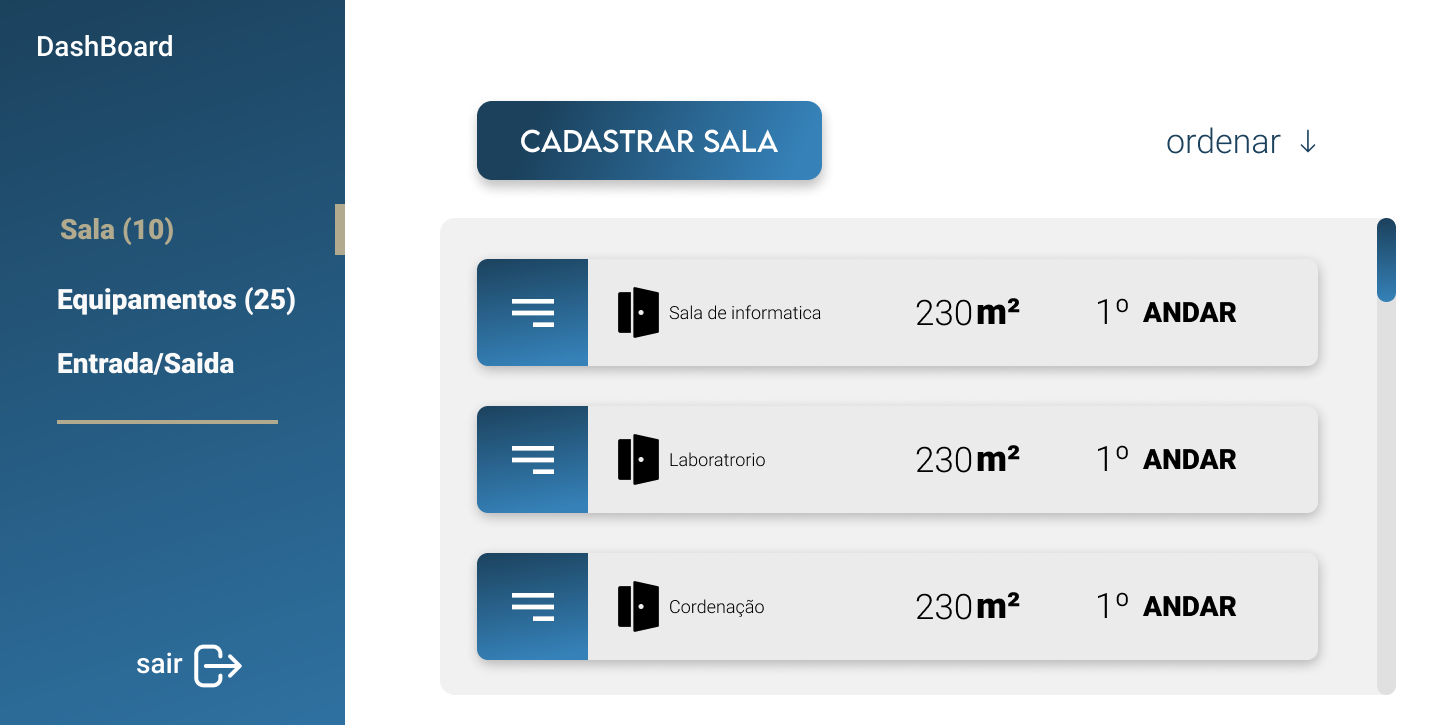 DashBoard
Sala (10)
Equipamentos (25)
Entrada/Saida
sair
CADASTRAR SALA
ordenar ↓
Sala de informatica 230m² 1º ANDAR
Laboratrorio 230m² 1º ANDAR
Cordenação 230m² 1º ANDAR